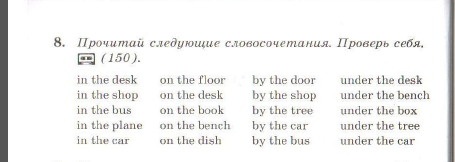 8. Прочитай следующие словосочетания. Проверь себя,
(150).
in the desk on the floor by the door under the desk
in the shop on the desk by the shop under the bench
in the bus on the book by the tree under the box
in the plane on the bench by the car under the tree
in the car on the dish by the bus under the car